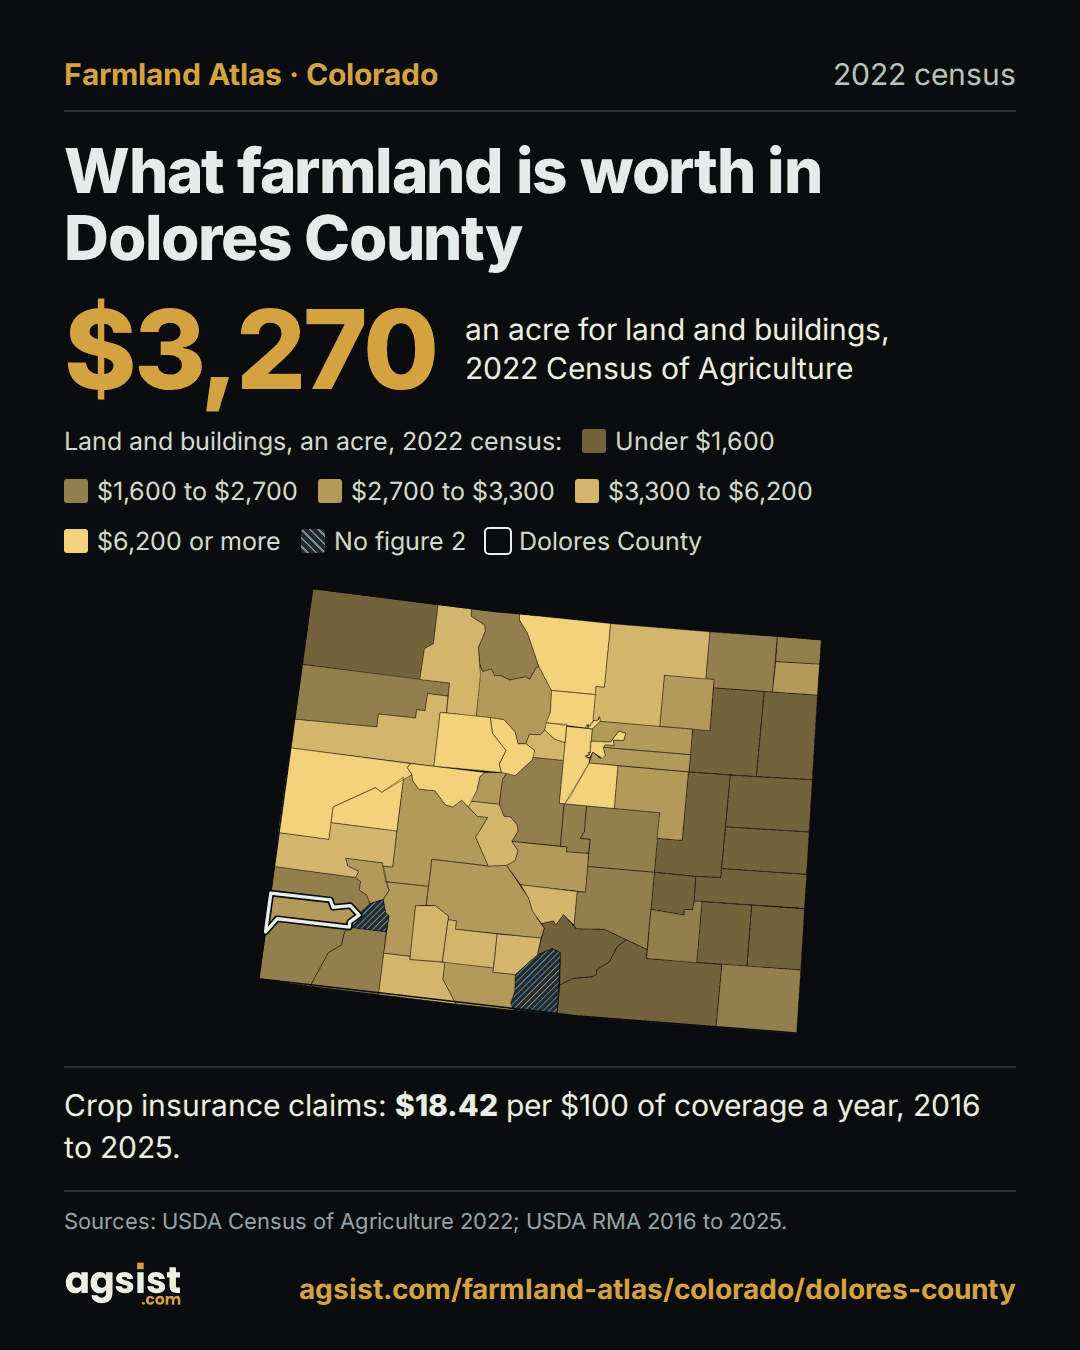 Farmland Atlas · Colorado
2022 census
What farmland is worth in
Dolores County
$3,270
an acre for land and buildings,
2022 Census of Agriculture
Land and buildings, an acre, 2022 census: Under $1,600
$1,600 to $2,700 $2,700 to $3,300 $3,300 to $6,200
$6,200 or more No figure 2 Dolores County
Crop insurance claims: $18.42 per $100 of coverage a year, 2016
to 2025.
Sources: USDA Census of Agriculture 2022; USDA RMA 2016 to 2025.
agsist
.com
agsist.com/farmland-atlas/colorado/dolores-county